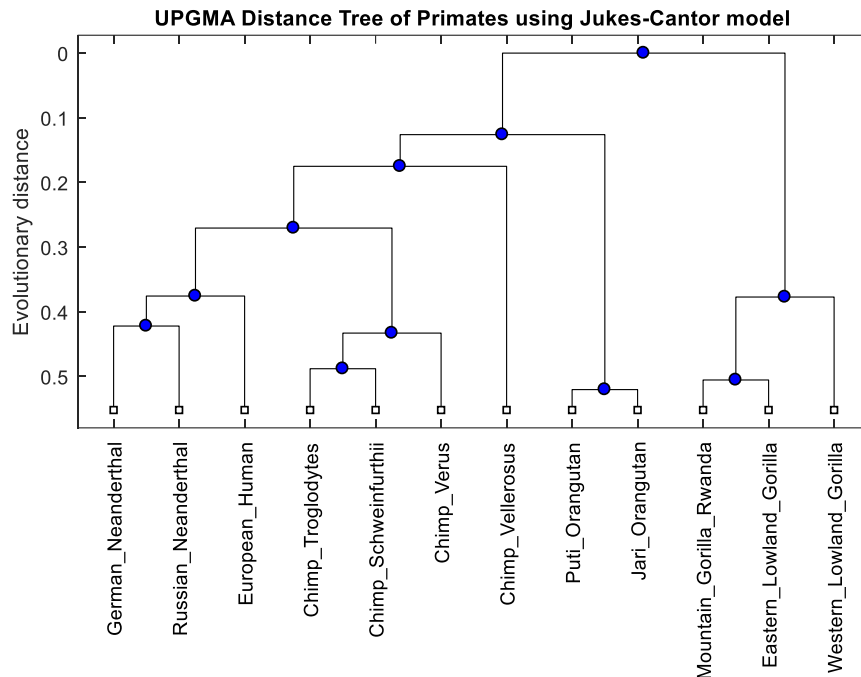 UPGMA Distance Tree of Primates using Jukes-Cantor model
0
0.1
0.2
0.3
0.4
0.5
Evolutionary distance
German_Neanderthal
Russian_Neanderthal
European_Human
Chimp_Troglodytes
Chimp_Schweinfurthii
Chimp_Verus
Chimp_Vellerosus
Puti_Orangutan
Jari_Orangutan
Mountain_Gorilla_Rwanda
Eastern_Lowland_Gorilla
Western_Lowland_Gorilla